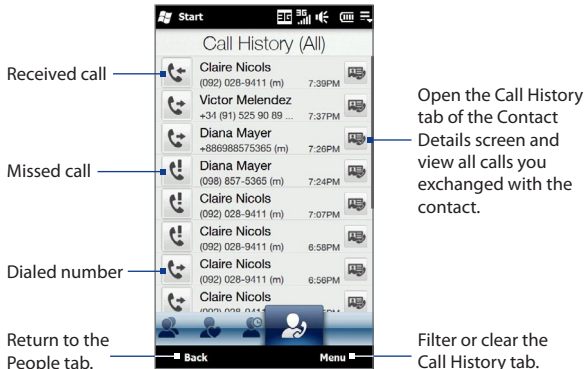 Start
3G
3G
Call History (All)
Received call
Claire Nicols
(092) 028-9411 (m) 7:39PM
Victor Melendez
+34 (91) 525 90 89 ... 7:37PM
Diana Mayer
+886988575365 (m) 7:26PM
Open the Call History
tab of the Contact
Details screen and
view all calls you
exchanged with the
contact.
Missed call
Diana Mayer
(098) 857-5365 (m) 7:24PM
Claire Nicols
(092) 028-9411 (m) 7:07PM
Claire Nicols
(092) 028-9411 (m) 6:58PM
Dialed number
Claire Nicols
(092) 028-9411 (m) 6:56PM
Claire Nicols
Return to the
People tab.
Back
Menu
Filter or clear the
Call History tab.